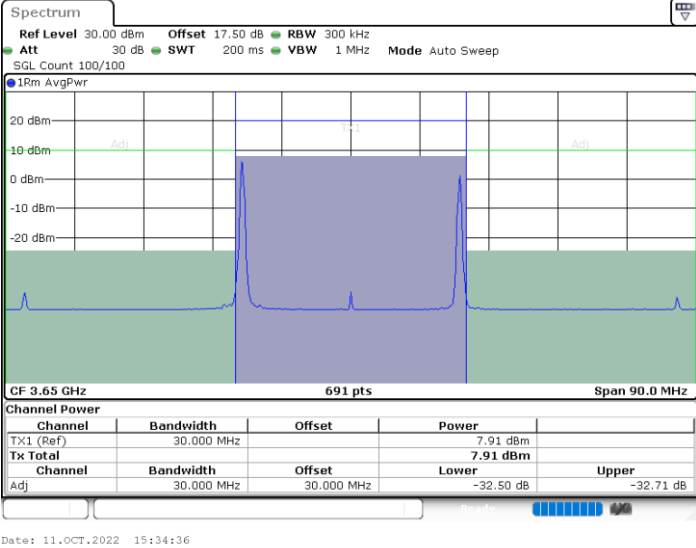 Spectrum
Ref Level 30.00 dBm Offset 17.50 dB RBW 300 kHz
Att 30 dB SWT 200 ms VBW 1 MHz Mode Auto Sweep
SGL Count 100/100
1Rm AvgPwr
20 dBm
TX1
Adj Adj
10 dBm
0 dBm
-10 dBm
-20 dBm
CF 3.65 GHz 691 pts Span 90.0 MHz
Channel Power
Channel Bandwidth Offset Power
TX1 (Ref) 30.000 MHz 7.91 dBm
Tx Total 7.91 dBm
Channel Bandwidth Offset Lower Upper
Adj 30.000 MHz 30.000 MHz -32.50 dB -32.71 dB
Ready
Date: 11.OCT.2022 15:34:36